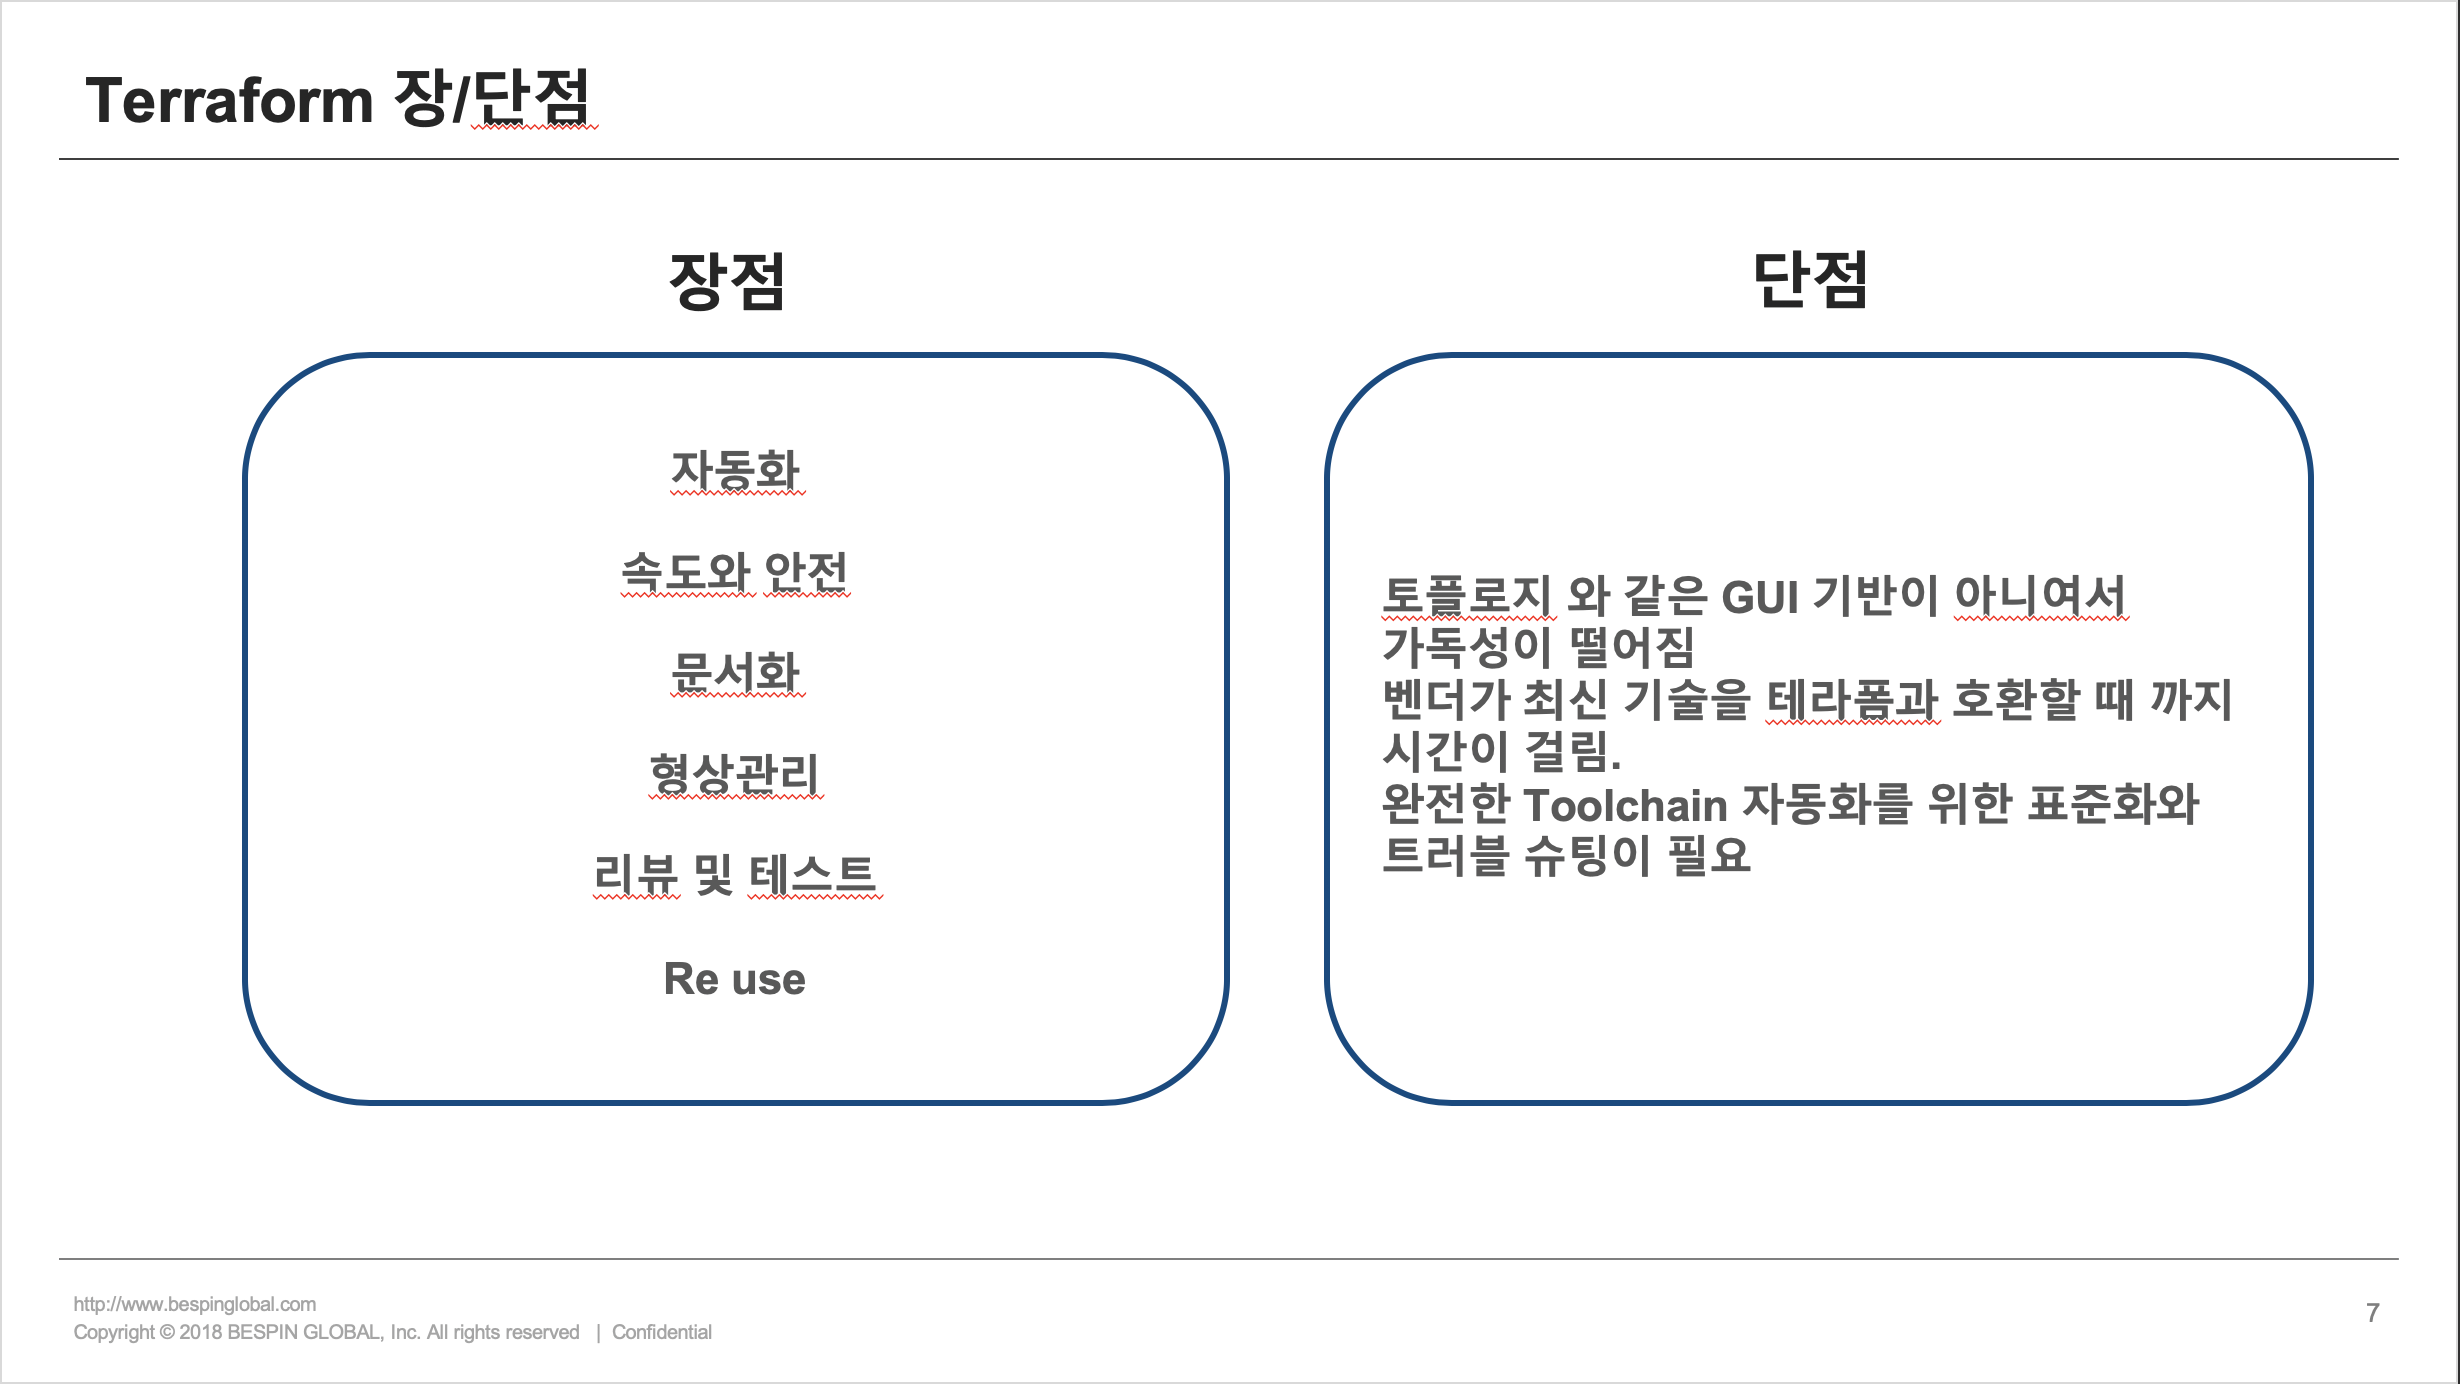 Terraform 장/단점
장점
자동화
속도와 안전
문서화
형상관리
리뷰 및 테스트
Re use
단점
토플로지 와 같은 GUI 기반이 아니여서
가독성이 떨어짐
벤더가 최신 기술을 테라폼과 호환할 때 까지
시간이 걸림.
완전한 Toolchain 자동화를 위한 표준화와
트러블 슈팅이 필요
http://www.bespinglobal.com
Copyright © 2018 BESPIN GLOBAL, Inc. All rights reserved | Confidential
7